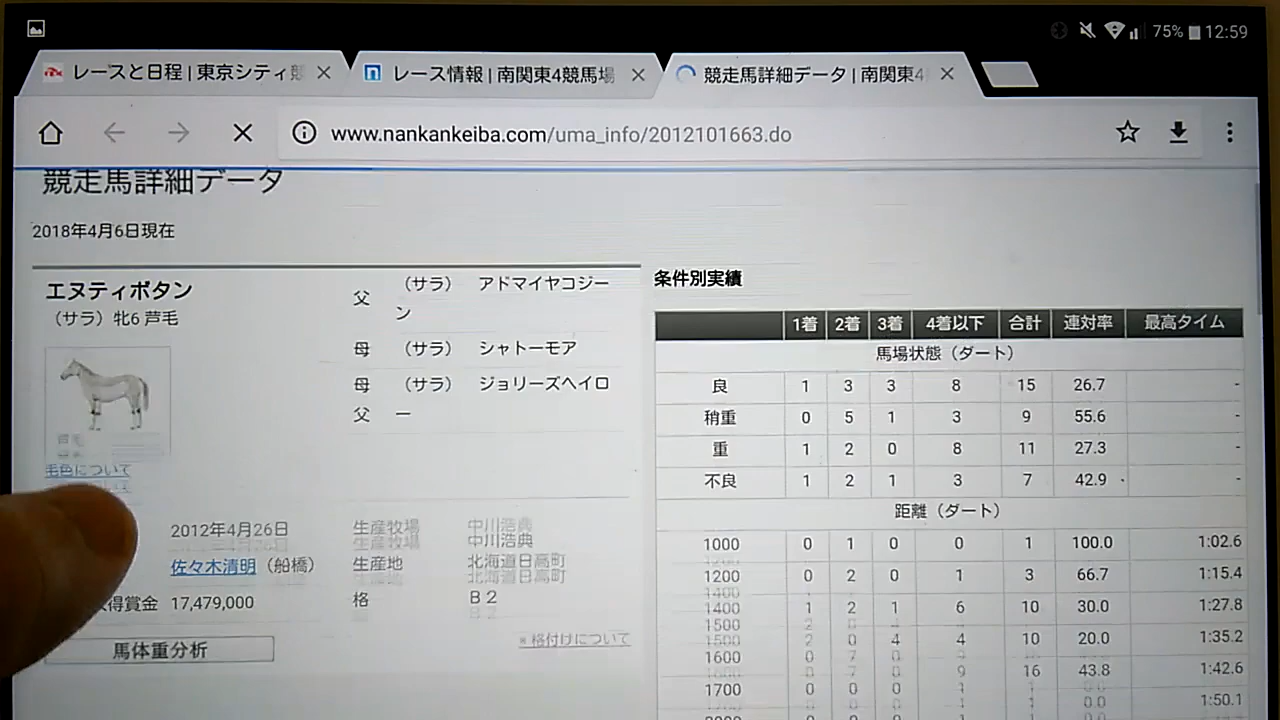 75% 12:59
レースと日程 | 東京シティ競
レース情報 | 南関東4競馬場
競走馬詳細データ | 南関東4
www.nankankeiba.com/uma_info/2012101663.do
競走馬詳細データ
2018年4月6日現在
エヌティボタン
（サラ） 牝6 芦毛
父 （サラ） アドマイヤコジーン
母 （サラ） シャトーモア
母父 （サラ） ジョリーズヘイロー
芦毛
毛色について
2012年4月26日 生産牧場 中川浩典
佐々木清明（船橋） 生産地 北海道日高町
得賞金 17,479,000 格 B2
※格付けについて
馬体重分析
条件別実績
1着 2着 3着 4着以下 合計 連対率 最高タイム
馬場状態（ダート）
良 1 3 3 8 15 26.7 -
稍重 0 5 1 3 9 55.6 -
重 1 2 0 8 11 27.3 -
不良 1 2 1 3 7 42.9 -
距離（ダート）
1000 0 1 0 0 1 100.0 1:02.6
1200 0 2 0 1 3 66.7 1:15.4
1400 1 2 1 6 10 30.0 1:27.8
1500 2 0 4 4 10 20.0 1:35.2
1600 0 7 0 9 16 43.8 1:42.6
1700 0 0 0 1 1 0.0 1:50.1